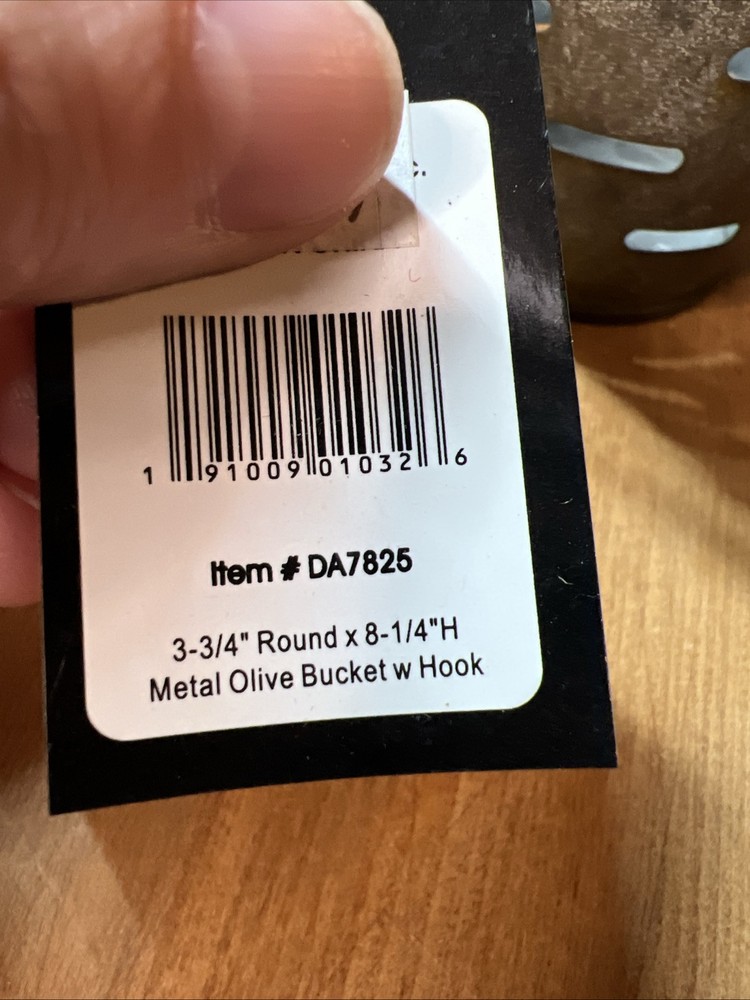 c.
1 91009 01032 6
Item # DA7825
3-3/4" Round x 8-1/4"H
Metal Olive Bucket w Hook